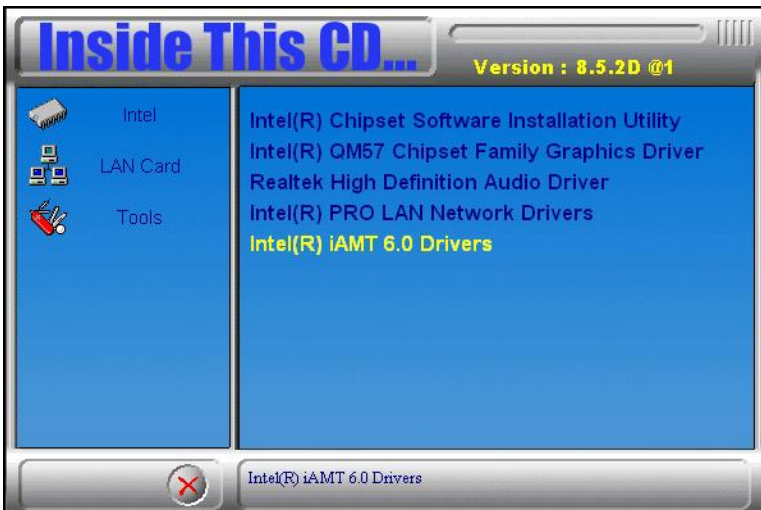 Inside This CD...
Version : 8.5.2D @1
Intel
LAN Card
Tools
Intel(R) Chipset Software Installation Utility
Intel(R) QM57 Chipset Family Graphics Driver
Realtek High Definition Audio Driver
Intel(R) PRO LAN Network Drivers
Intel(R) iAMT 6.0 Drivers
Intel(R) iAMT 6.0 Drivers